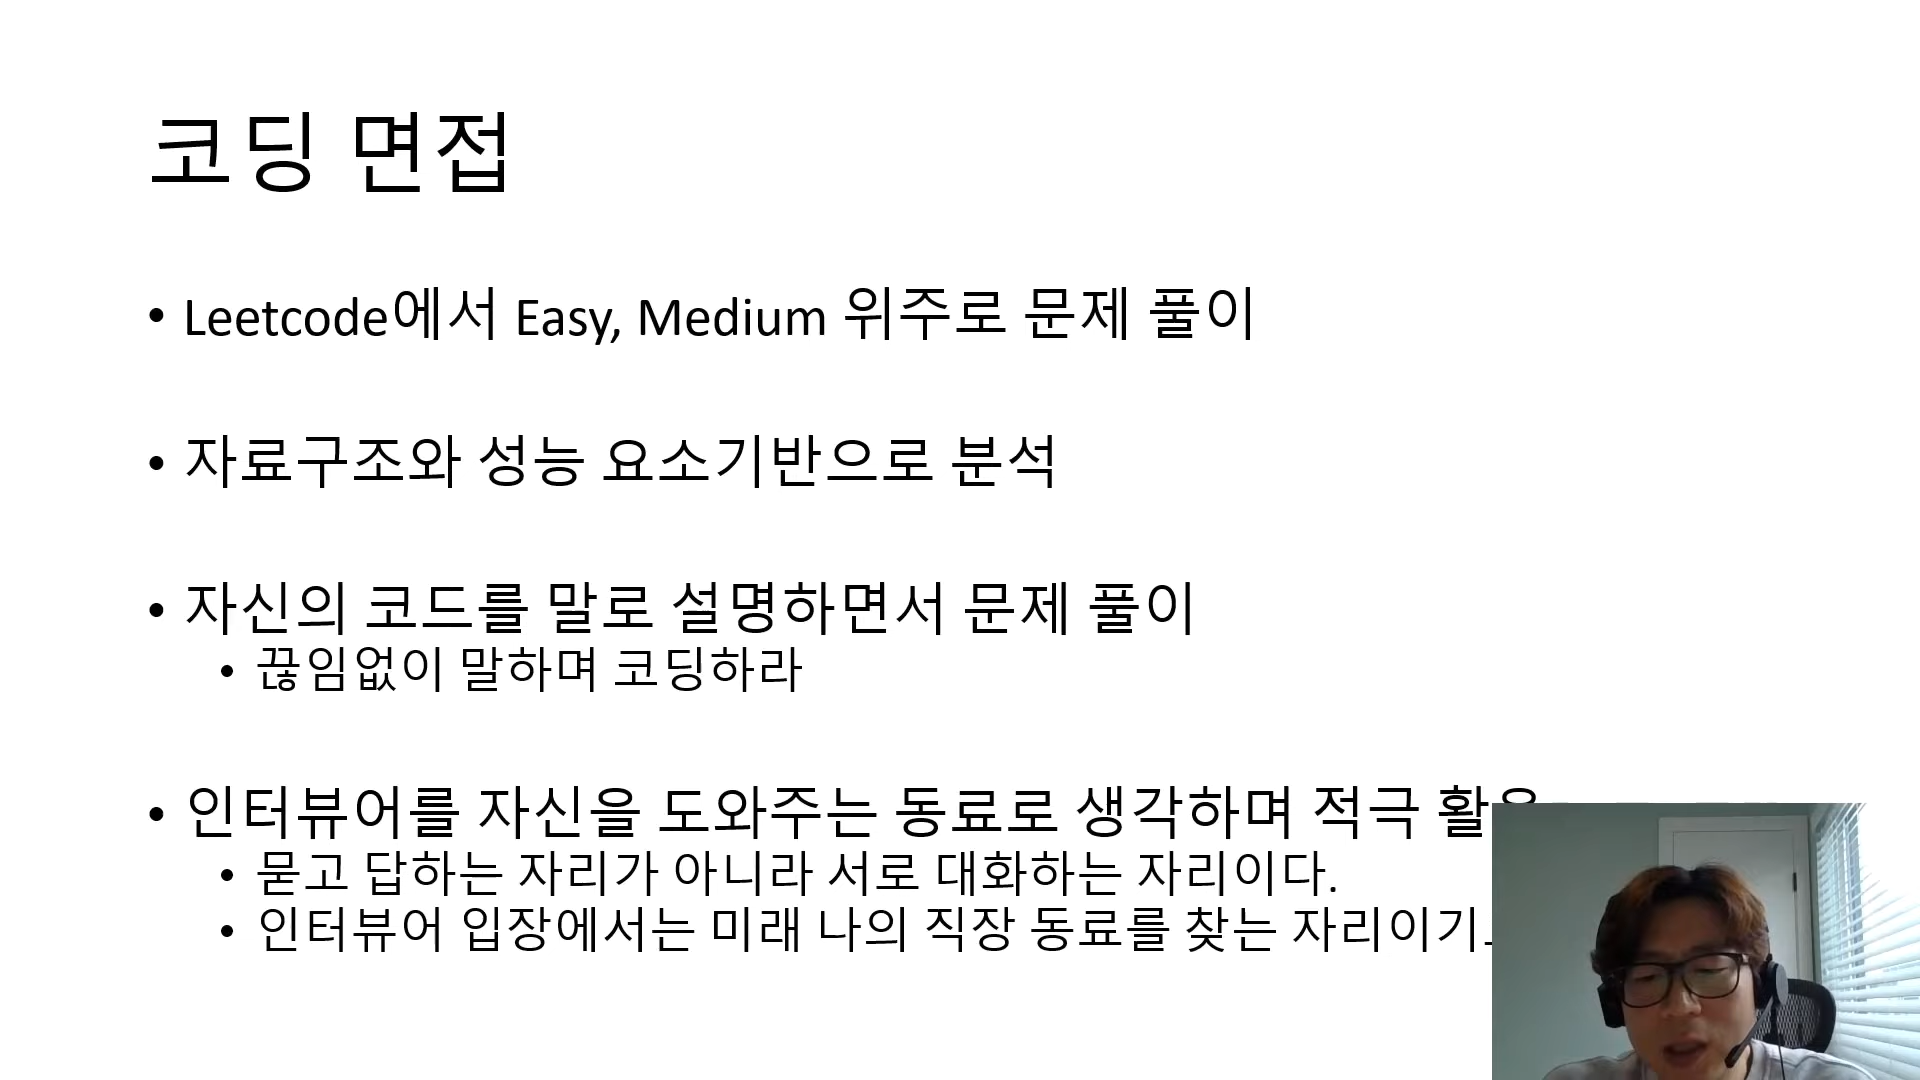 코딩 면접
• Leetcode에서 Easy, Medium 위주로 문제 풀이
• 자료구조와 성능 요소기반으로 분석
• 자신의 코드를 말로 설명하면서 문제 풀이
• 끊임없이 말하며 코딩하라
• 인터뷰어를 자신을 도와주는 동료로 생각하며 적극
• 묻고 답하는 자리가 아니라 서로 대화하는 자리이다.
• 인터뷰어 입장에서는 미래 나의 직장 동료를 찾는 자리이기